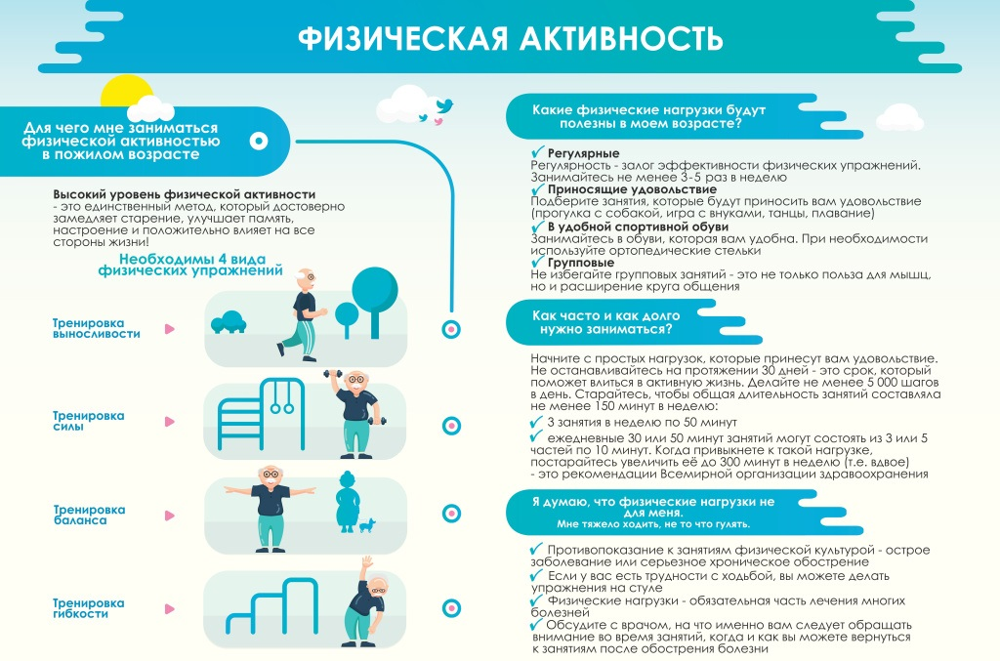 ФИЗИЧЕСКАЯ АКТИВНОСТЬ
Для чего мне заниматься
физической активностью
в пожилом возрасте
Высокий уровень физической активности
- это единственный метод, который достоверно
замедляет старение, улучшает память,
настроение и положительно влияет на все
стороны жизни!
Необходимы 4 вида
физических упражнений
Тренировка
выносливости
Тренировка
силы
Тренировка
баланса
Тренировка
гибкости
Какие физические нагрузки будут
полезны в моем возрасте?
✓ Регулярные
Регулярность - залог эффективности физических упражнений.
Занимайтесь не менее 3-5 раз в неделю
✓ Приносящие удовольствие
Подберите занятия, которые будут приносить вам удовольствие
(прогулка с собакой, игра с внуками, танцы, плавание)
✓ В удобной спортивной обуви
Занимайтесь в обуви, которая вам удобна. При необходимости
используйте ортопедические стельки
✓ Групповые
Не избегайте групповых занятий - это не только польза для мышц,
но и расширение круга общения
Как часто и как долго
нужно заниматься?
Начните с простых нагрузок, которые принесут вам удовольствие.
Не останавливайтесь на протяжении 30 дней - это срок, который
поможет влиться в активную жизнь. Делайте не менее 5 000 шагов
в день. Старайтесь, чтобы общая длительность занятий составляла
не менее 150 минут в неделю:
✓ 3 занятия в неделю по 50 минут
✓ ежедневные 30 или 50 минут занятий могут состоять из 3 или 5
частей по 10 минут. Когда привыкнете к такой нагрузке,
постарайтесь увеличить её до 300 минут в неделю (т.е. вдвое)
- это рекомендации Всемирной организации здравоохранения
Я думаю, что физические нагрузки не
для меня.
Мне тяжело ходить, не то что гулять.
✓ Противопоказание к занятиям физической культурой - острое
заболевание или серьезное хроническое обострение
✓ Если у вас есть трудности с ходьбой, вы можете делать
упражнения на стуле
✓ Физические нагрузки - обязательная часть лечения многих
болезней
✓ Обсудите с врачом, на что именно вам следует обращать
внимание во время занятий, когда и как вы можете вернуться
к занятиям после обострения болезни